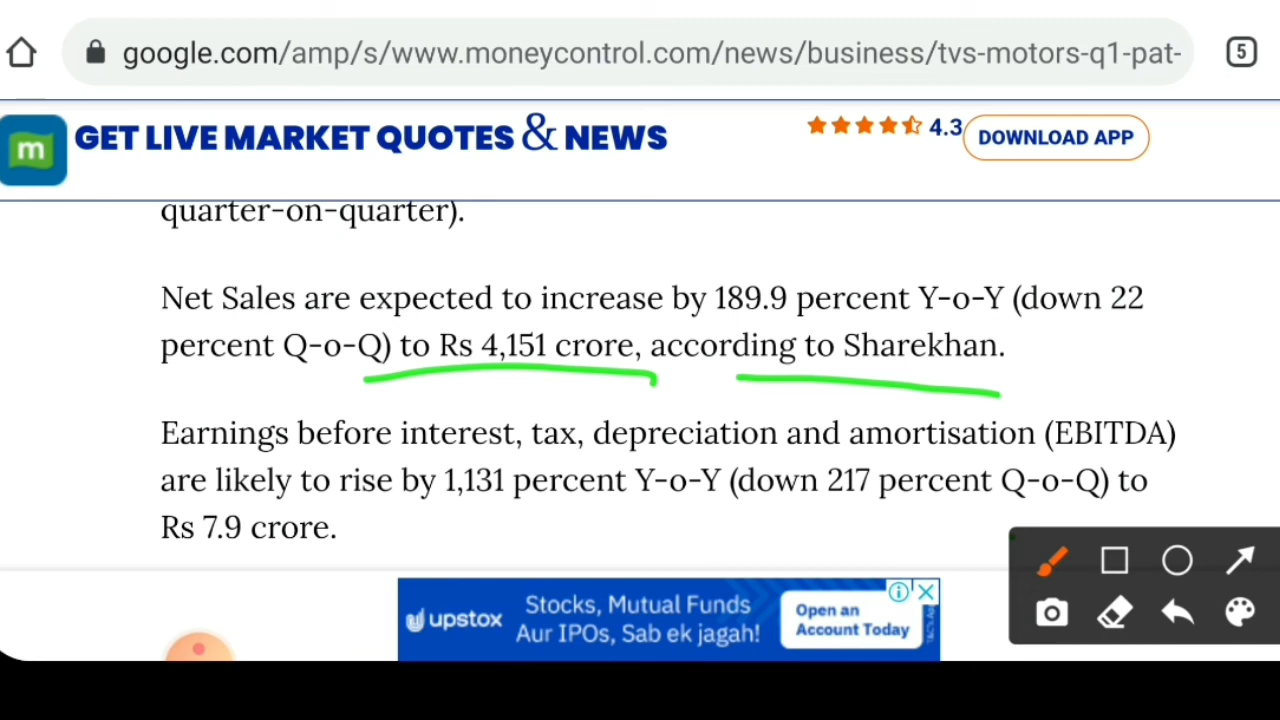 google.com/amp/s/www.moneycontrol.com/news/business/tvs-motors-q1-pat-
5
m
GET LIVE MARKET QUOTES & NEWS
4.3
DOWNLOAD APP
quarter-on-quarter).
Net Sales are expected to increase by 189.9 percent Y-o-Y (down 22
percent Q-o-Q) to Rs 4,151 crore, according to Sharekhan.
Earnings before interest, tax, depreciation and amortisation (EBITDA)
are likely to rise by 1,131 percent Y-o-Y (down 217 percent Q-o-Q) to
Rs 7.9 crore.
upstox
Stocks, Mutual Funds
Aur IPOs, Sab ek jagah!
Open an
Account Today